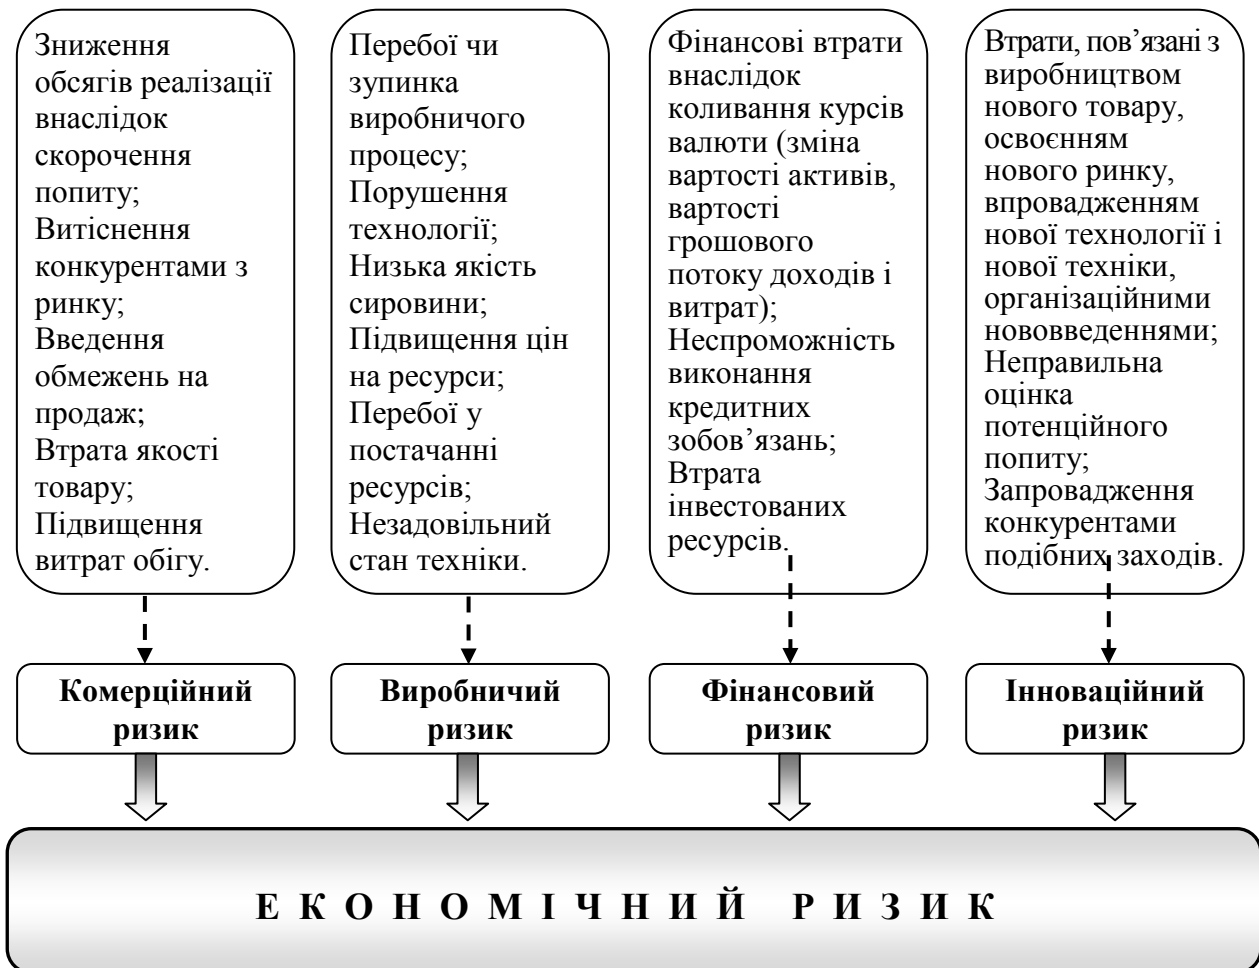 Зниження
обсягів реалізації
внаслідок
скорочення
попиту;
Витіснення
конкурентами з
ринку;
Введення
обмежень на
продаж;
Втрата якості
товару;
Підвищення
витрат обігу.
Перебої чи
зупинка
виробничого
процесу;
Порушення
технології;
Низька якість
сировини;
Підвищення цін
на ресурси;
Перебої у
постачанні
ресурсів;
Незадовільний
стан техніки.
Фінансові втрати
внаслідок
коливання курсів
валюти (зміна
вартості активів,
вартості
грошового
потоку доходів і
витрат);
Неспроможність
виконання
кредитних
зобов’язань;
Втрата
інвестованих
ресурсів.
Втрати, пов’язані з
виробництвом
нового товару,
освоєнням
нового ринку,
впровадженням
нової технології і
нової техніки,
організаційними
нововведеннями;
Неправильна
оцінка
потенційного
попиту;
Запровадження
конкурентами
подібних заходів.
Комерційний
ризик
Виробничий
ризик
Фінансовий
ризик
Інноваційний
ризик
ЕКОНОМІЧНИЙ РИЗИК